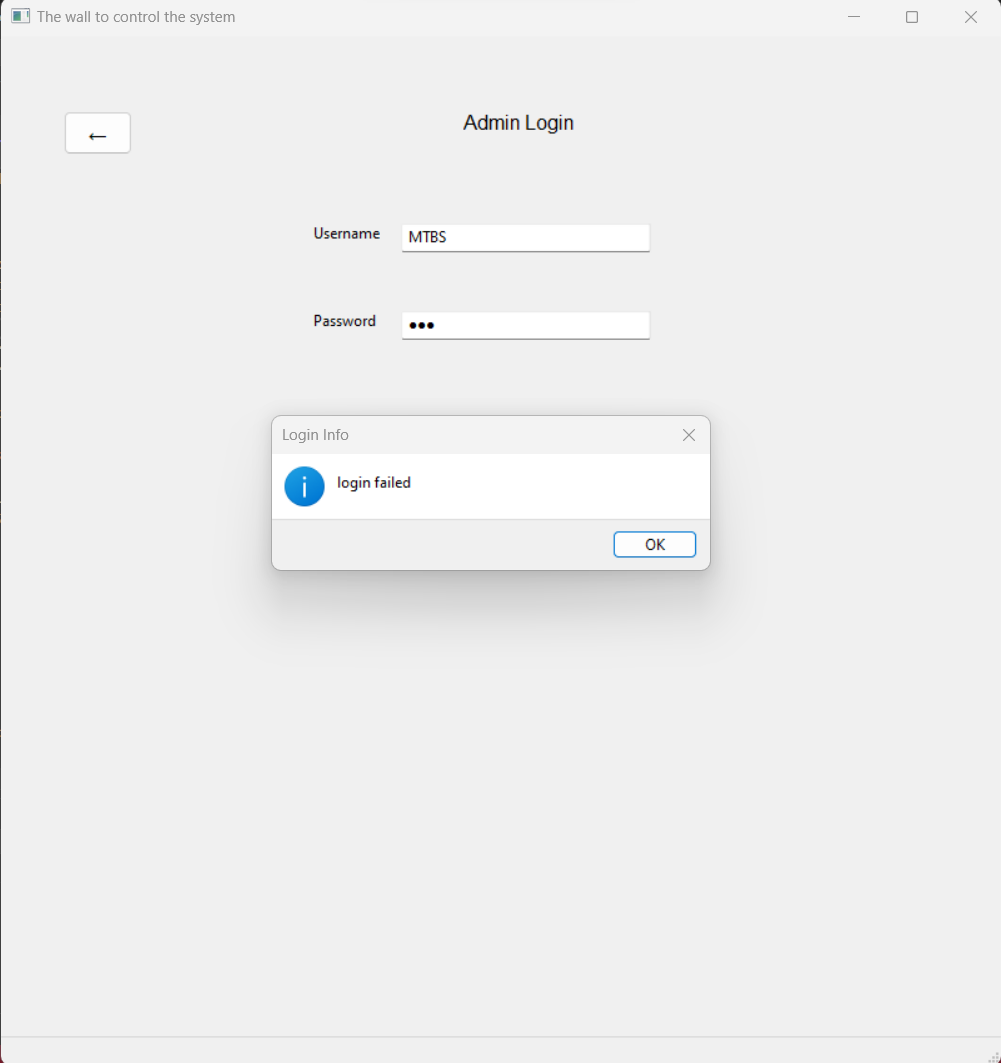 The wall to control the system
←
Admin Login
Username MTBS
Password •••
Login Info
login failed
OK